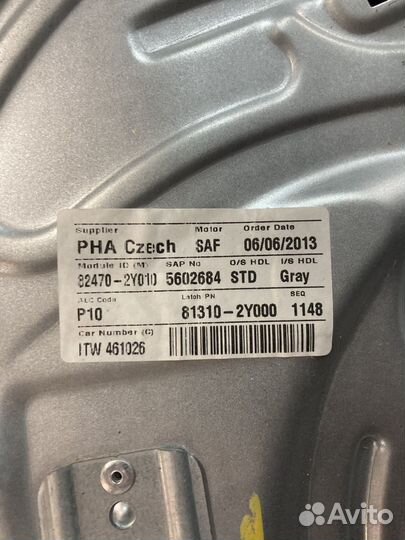 Supplier Motor Order Date
PHA Czech SAF 06/06/2013
Module ID (M) SAP No O/S HDL I/S HDL
82470-2Y010 5602684 STD Gray
ALC Code Latch PN SEQ
P10 81310-2Y000 1148
Car Number (C)
ITW 461026
Avito